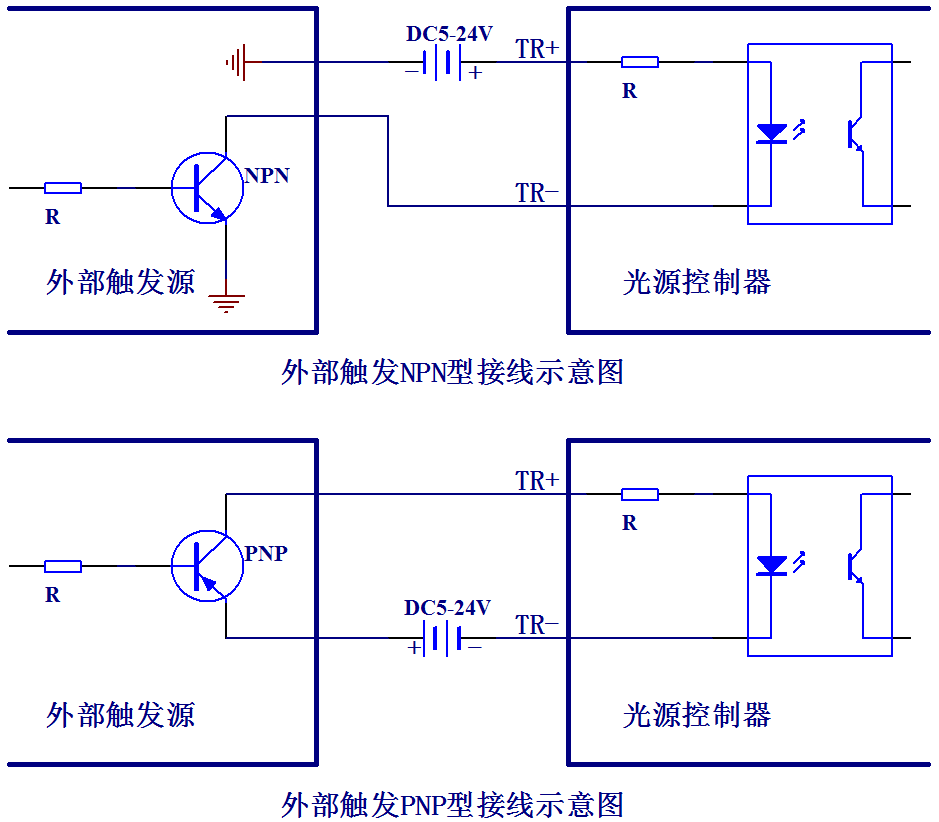 DC5-24V
TR+
- +
R
NPN
TR-
R
外部触发源
光源控制器
外部触发NPN型接线示意图
TR+
R
PNP
R
DC5-24V
TR-
+ -
外部触发源
光源控制器
外部触发PNP型接线示意图